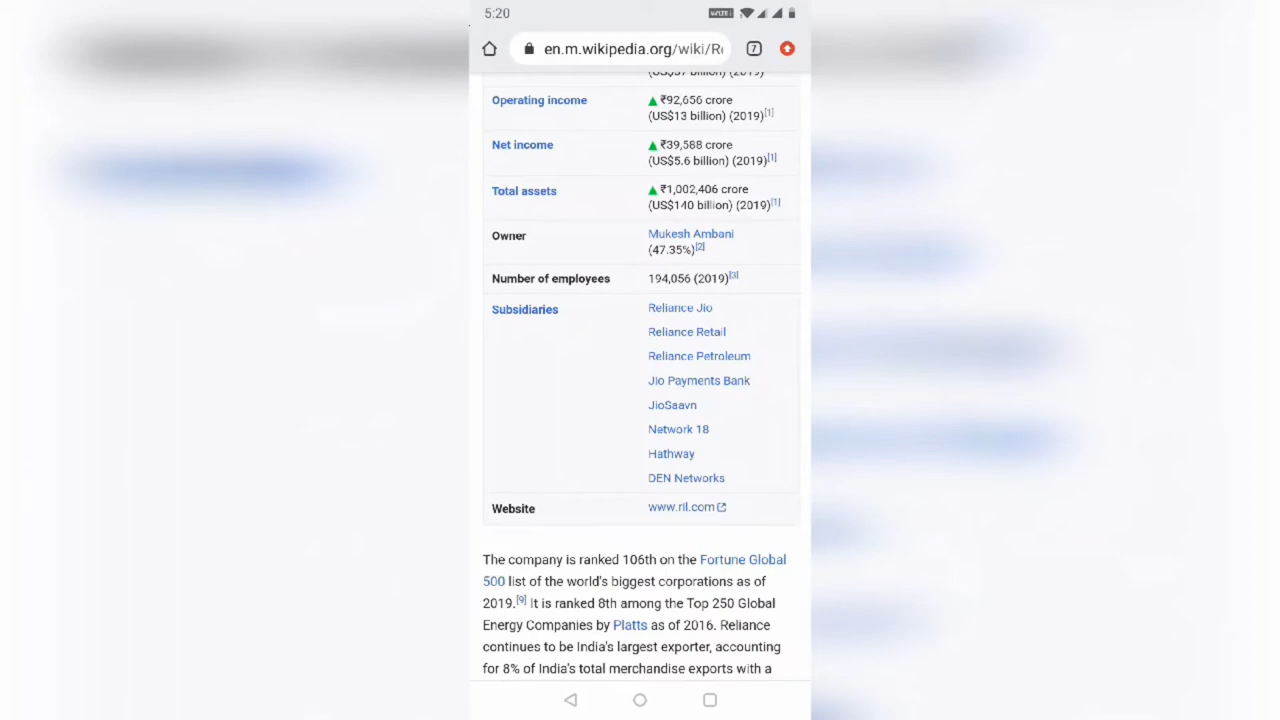 5:20
en.m.wikipedia.org/wiki/R
7
(US$37 billion) (2019)
Operating income
₹92,656 crore
(US$13 billion) (2019)[1]
Net income
₹39,588 crore
(US$5.6 billion) (2019)[1]
Total assets
₹1,002,406 crore
(US$140 billion) (2019)[1]
Owner
Mukesh Ambani
(47.35%)[2]
Number of employees
194,056 (2019)[3]
Subsidiaries
Reliance Jio
Reliance Retail
Reliance Petroleum
Jio Payments Bank
JioSaavn
Network 18
Hathway
DEN Networks
Website
www.ril.com
The company is ranked 106th on the Fortune Global
500 list of the world's biggest corporations as of
2019.[9] It is ranked 8th among the Top 250 Global
Energy Companies by Platts as of 2016. Reliance
continues to be India's largest exporter, accounting
for 8% of India's total merchandise exports with a